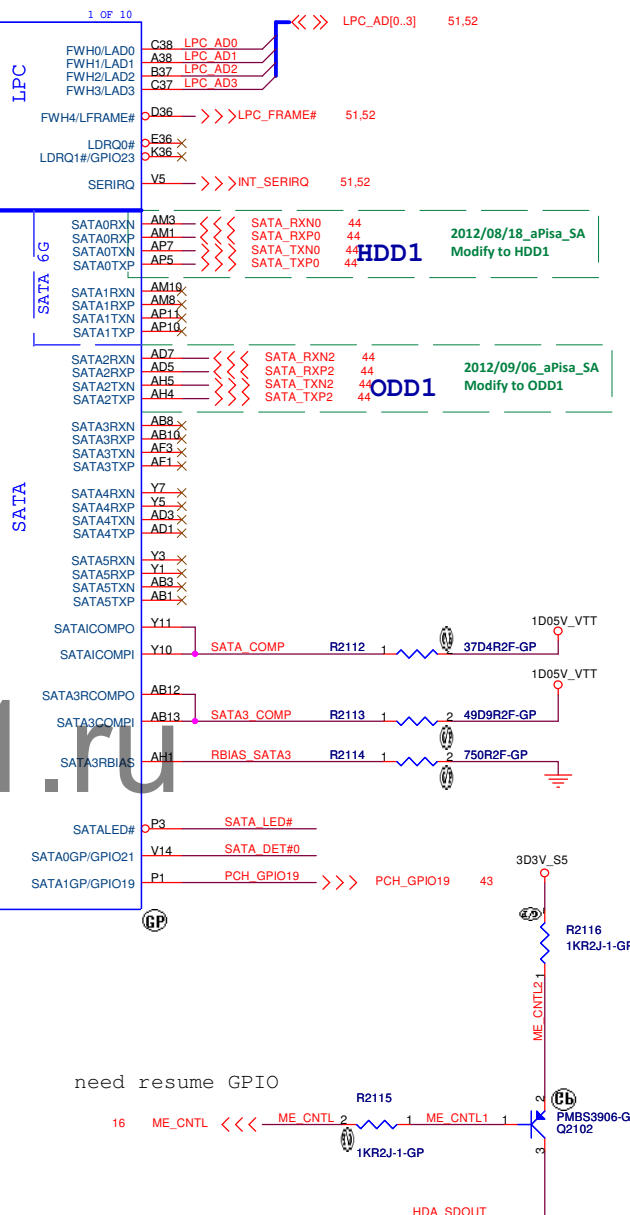 1 OF 10
LPC_AD[0..3] 51,52
LPC
FWH0/LAD0 C38 LPC_AD0
FWH1/LAD1 A38 LPC_AD1
FWH2/LAD2 B37 LPC_AD2
FWH3/LAD3 C37 LPC_AD3
FWH4/LFRAME# D36 LPC_FRAME# 51,52
LDRQ0# E36
LDRQ1#/GPIO23 K36
SERIRQ V5 INT_SERIRQ 51,52
SATA 6G
SATA0RXN AM3 SATA_RXN0 44
SATA0RXP AM1 SATA_RXP0 44
SATA0TXN AP7 SATA_TXN0 44
SATA0TXP AP5 SATA_TXP0 44
HDD1
2012/08/18_aPisa_SA
Modify to HDD1
SATA1RXN AM10
SATA1RXP AM8
SATA1TXN AP11
SATA1TXP AP10
SATA2RXN AD7 SATA_RXN2 44
SATA2RXP AD5 SATA_RXP2 44
SATA2TXN AH5 SATA_TXN2 44
SATA2TXP AH4 SATA_TXP2 44
ODD1
2012/09/06_aPisa_SA
Modify to ODD1
SATA
SATA3RXN AB8
SATA3RXP AB10
SATA3TXN AF3
SATA3TXP AF1
SATA4RXN Y7
SATA4RXP Y5
SATA4TXN AD3
SATA4TXP AD1
SATA5RXN Y3
SATA5RXP Y1
SATA5TXN AB3
SATA5TXP AB1
SATAICOMPO Y11
1D05V_VTT
SATAICOMPI Y10 SATA_COMP R2112 1 2 37D4R2F-GP
1D05V_VTT
SATA3RCOMPO AB12
SATA3COMPI AB13 SATA3_COMP R2113 1 2 49D9R2F-GP
SATA3RBIAS AH1 RBIAS_SATA3 R2114 1 2 750R2F-GP
1.ru
SATALED# P3 SATA_LED#
SATA0GP/GPIO21 V14 SATA_DET#0
SATA1GP/GPIO19 P1 PCH_GPIO19 PCH_GPIO19 43
GP
3D3V_S5
R2116
1KR2J-1-GP
1
ME_CNTL2
need resume GPIO
R2115
16 ME_CNTL ME_CNTL 2 1 ME_CNTL1 1
1KR2J-1-GP
2
PMBS3906-G
Q2102
3
HDA_SDOUT